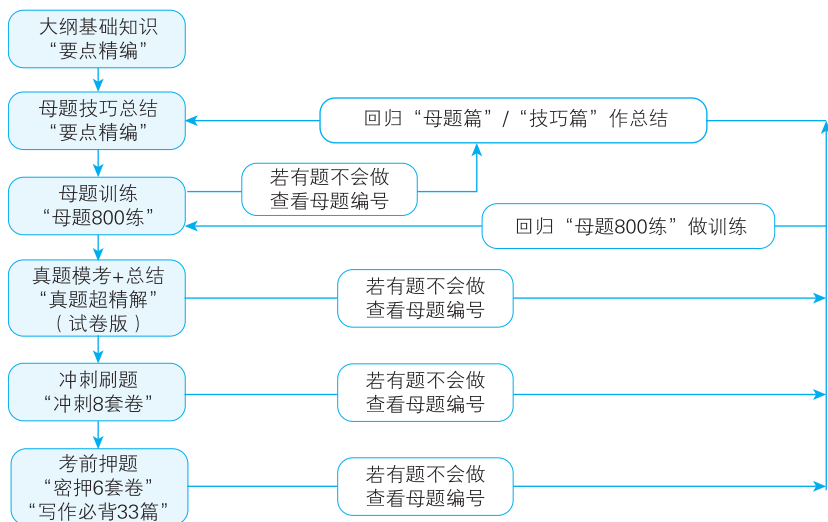 大纲基础知识
“要点精编”
母题技巧总结
“要点精编”
回归“母题篇”/“技巧篇”作总结
母题训练
“母题800练”
若有题不会做
查看母题编号
回归“母题800练”做训练
真题模考+总结
“真题超精解”
（试卷版）
若有题不会做
查看母题编号
冲刺刷题
“冲刺8套卷”
若有题不会做
查看母题编号
考前押题
“密押6套卷”
“写作必背33篇”
若有题不会做
查看母题编号